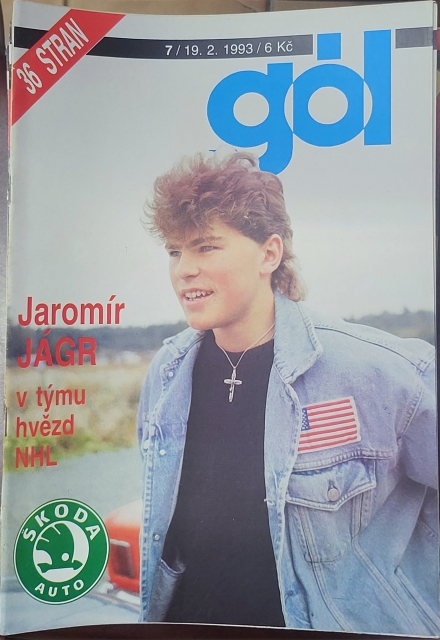 36 STRAN
7 / 19. 2. 1993 / 6 Kč
gól
Jaromír
JÁGR
v týmu
hvězd
NHL
ŠKODA
AUTO